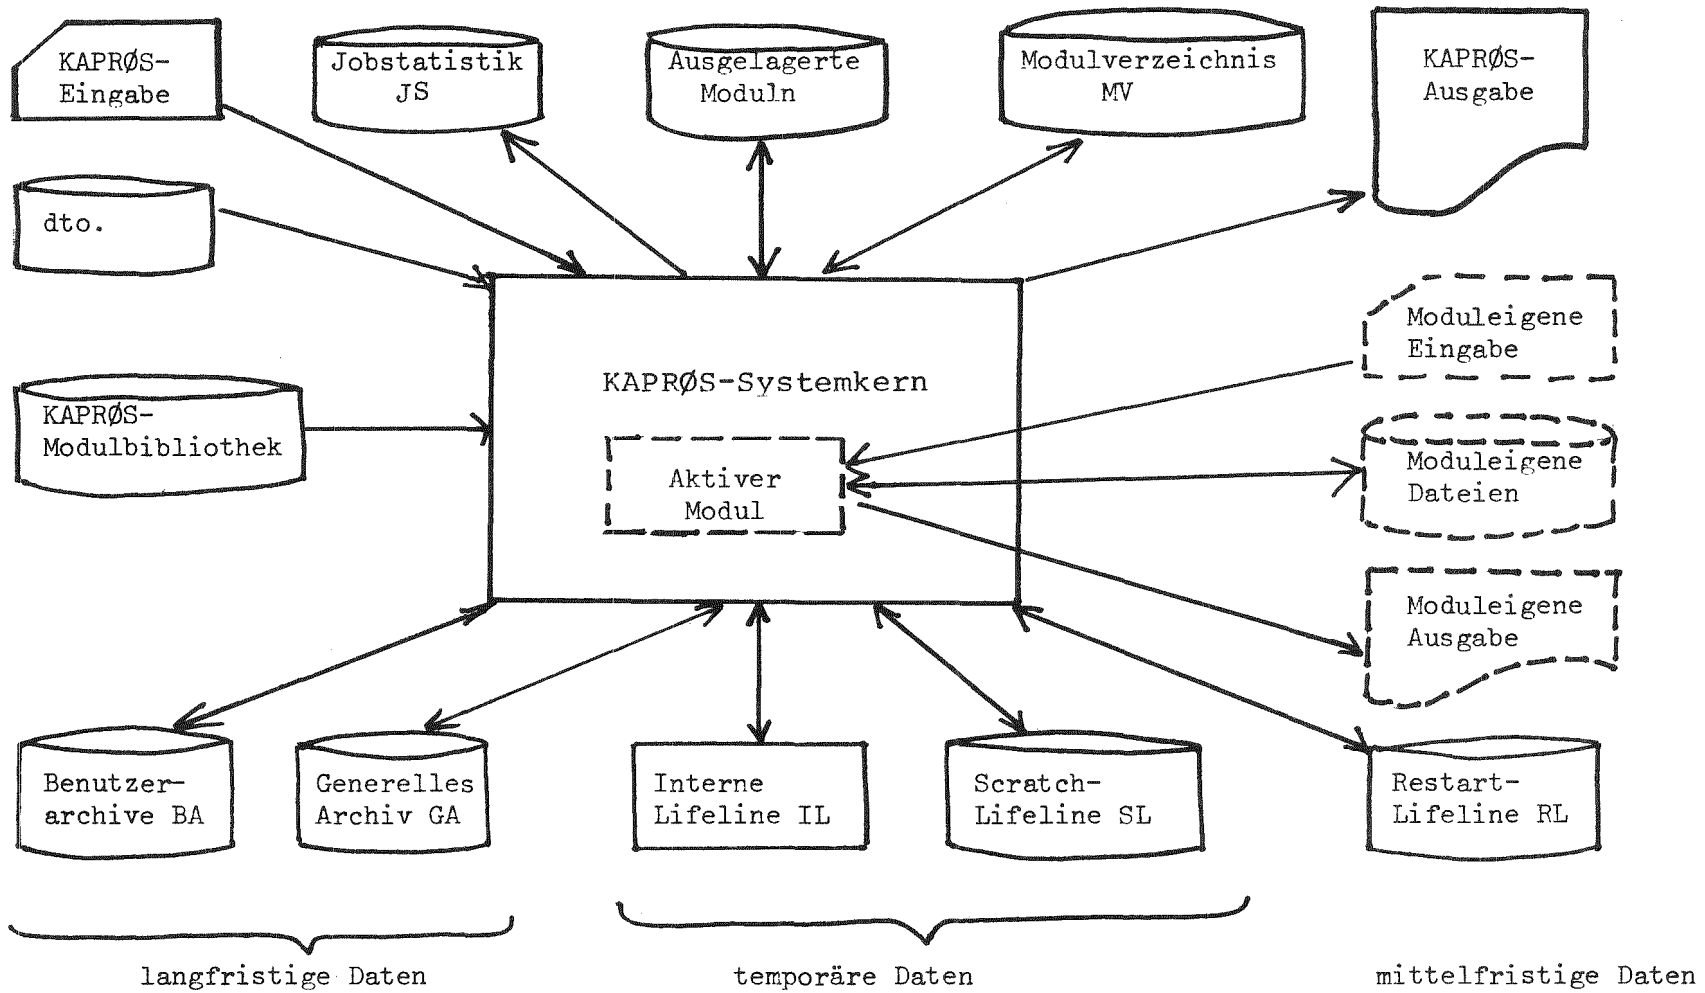 KAPRØS-
Eingabe
Jobstatistik
JS
Ausgelagerte
Moduln
Modulverzeichnis
MV
KAPRØS-
Ausgabe
dto.
Moduleigene
Eingabe
KAPRØS-Systemkern
KAPRØS-
Modulbibliothek
Aktiver
Modul
Moduleigene
Dateien
Moduleigene
Ausgabe
Benutzer-
archive BA
Generelles
Archiv GA
Interne
Lifeline IL
Scratch-
Lifeline SL
Restart-
Lifeline RL
langfristige Daten
temporäre Daten
mittelfristige Daten